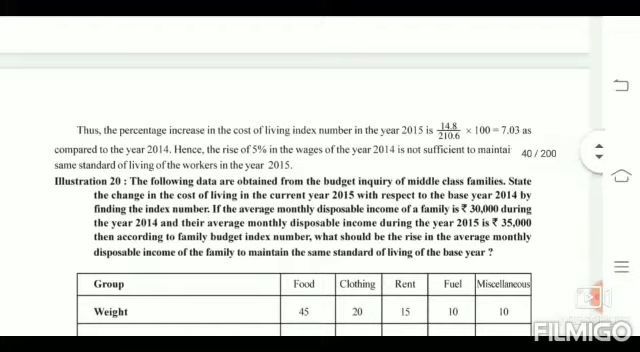 Thus, the percentage increase in the cost of living index number in the year 2015 is 14.8/210.6 × 100 = 7.03 as
compared to the year 2014. Hence, the rise of 5% in the wages of the year 2014 is not sufficient to maintai
40 / 200
same standard of living of the workers in the year 2015.
Illustration 20 : The following data are obtained from the budget inquiry of middle class families. State
the change in the cost of living in the current year 2015 with respect to the base year 2014 by
finding the index number. If the average monthly disposable income of a family is ₹ 30,000 during
the year 2014 and their average monthly disposable income during the year 2015 is ₹ 35,000
then according to family budget index number, what should be the rise in the average monthly
disposable income of the family to maintain the same standard of living of the base year ?
Group Food Clothing Rent Fuel Miscellaneous
Weight 45 20 15 10 10
FILMIGO